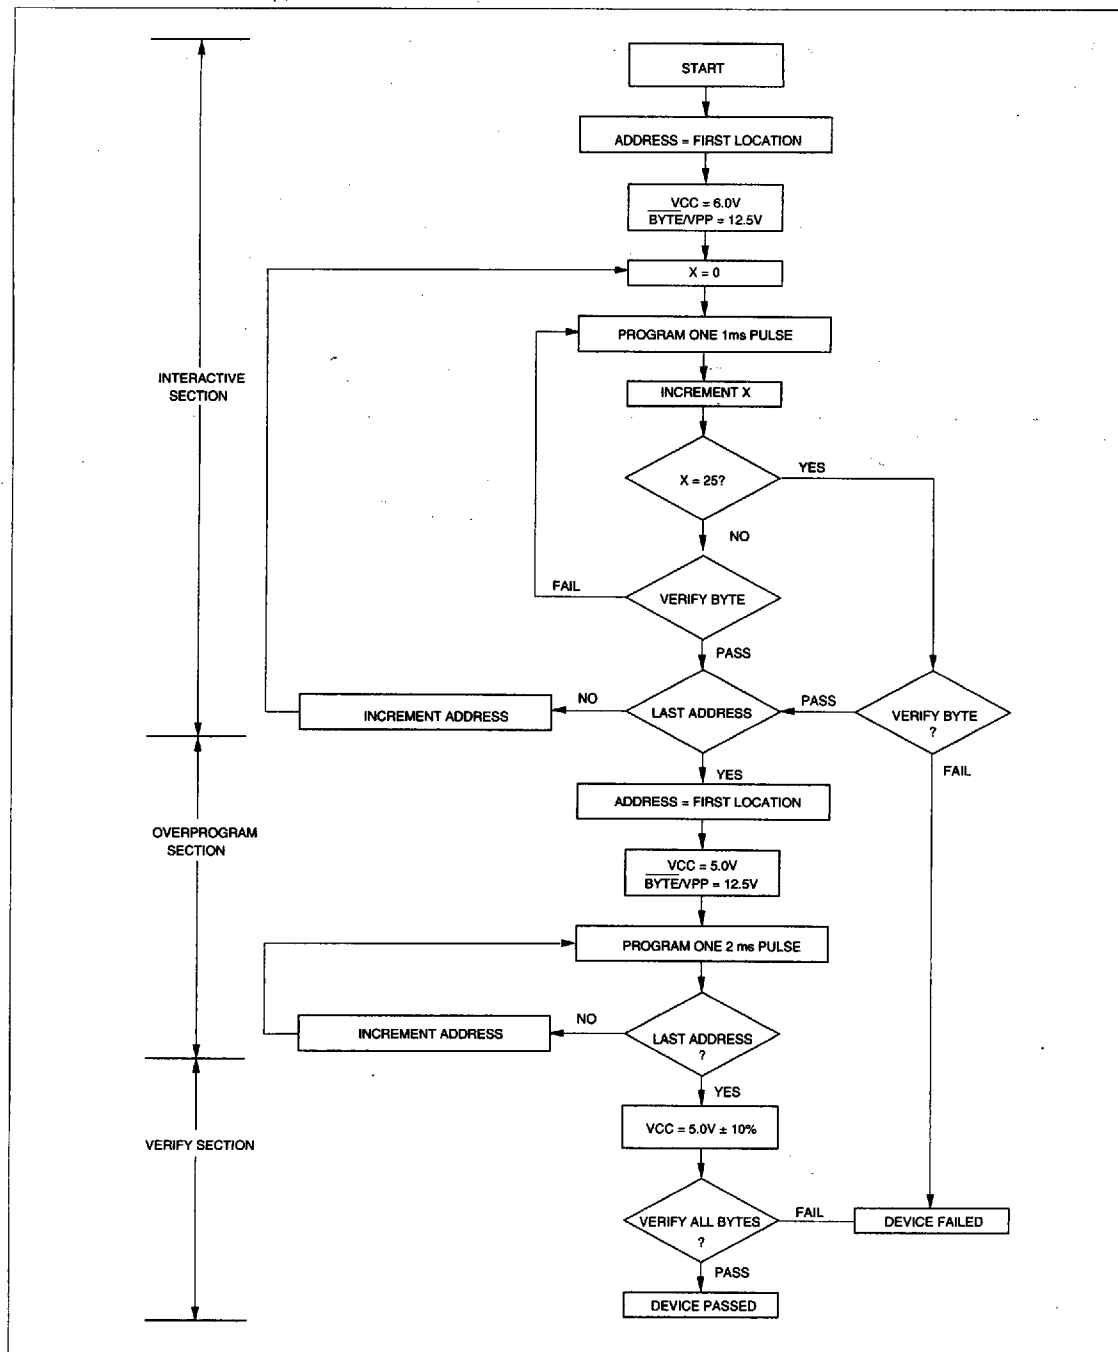 START
ADDRESS = FIRST LOCATION
VCC = 6.0V
BYTE/VPP = 12.5V
X = 0
PROGRAM ONE 1ms PULSE
INTERACTIVE
SECTION
INCREMENT X
X = 25?
YES
NO
FAIL
VERIFY BYTE
PASS
INCREMENT ADDRESS
NO
LAST ADDRESS
PASS
VERIFY BYTE
?
YES
FAIL
ADDRESS = FIRST LOCATION
OVERPROGRAM
SECTION
VCC = 5.0V
BYTE/VPP = 12.5V
PROGRAM ONE 2 ms PULSE
INCREMENT ADDRESS
NO
LAST ADDRESS
?
YES
VERIFY SECTION
VCC = 5.0V ± 10%
VERIFY ALL BYTES
?
FAIL
DEVICE FAILED
PASS
DEVICE PASSED